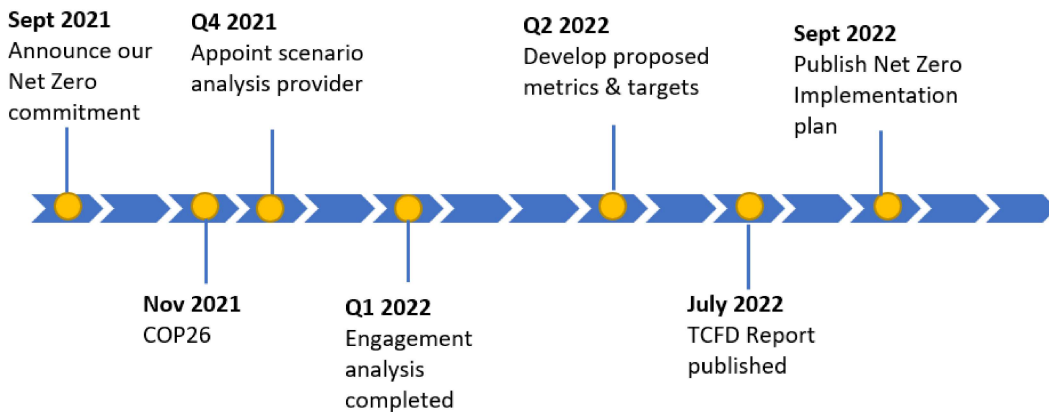 Sept 2021
Announce our
Net Zero
commitment
Q4 2021
Appoint scenario
analysis provider
Q2 2022
Develop proposed
metrics & targets
Sept 2022
Publish Net Zero
Implementation
plan
Nov 2021
COP26
Q1 2022
Engagement
analysis
completed
July 2022
TCFD Report
published